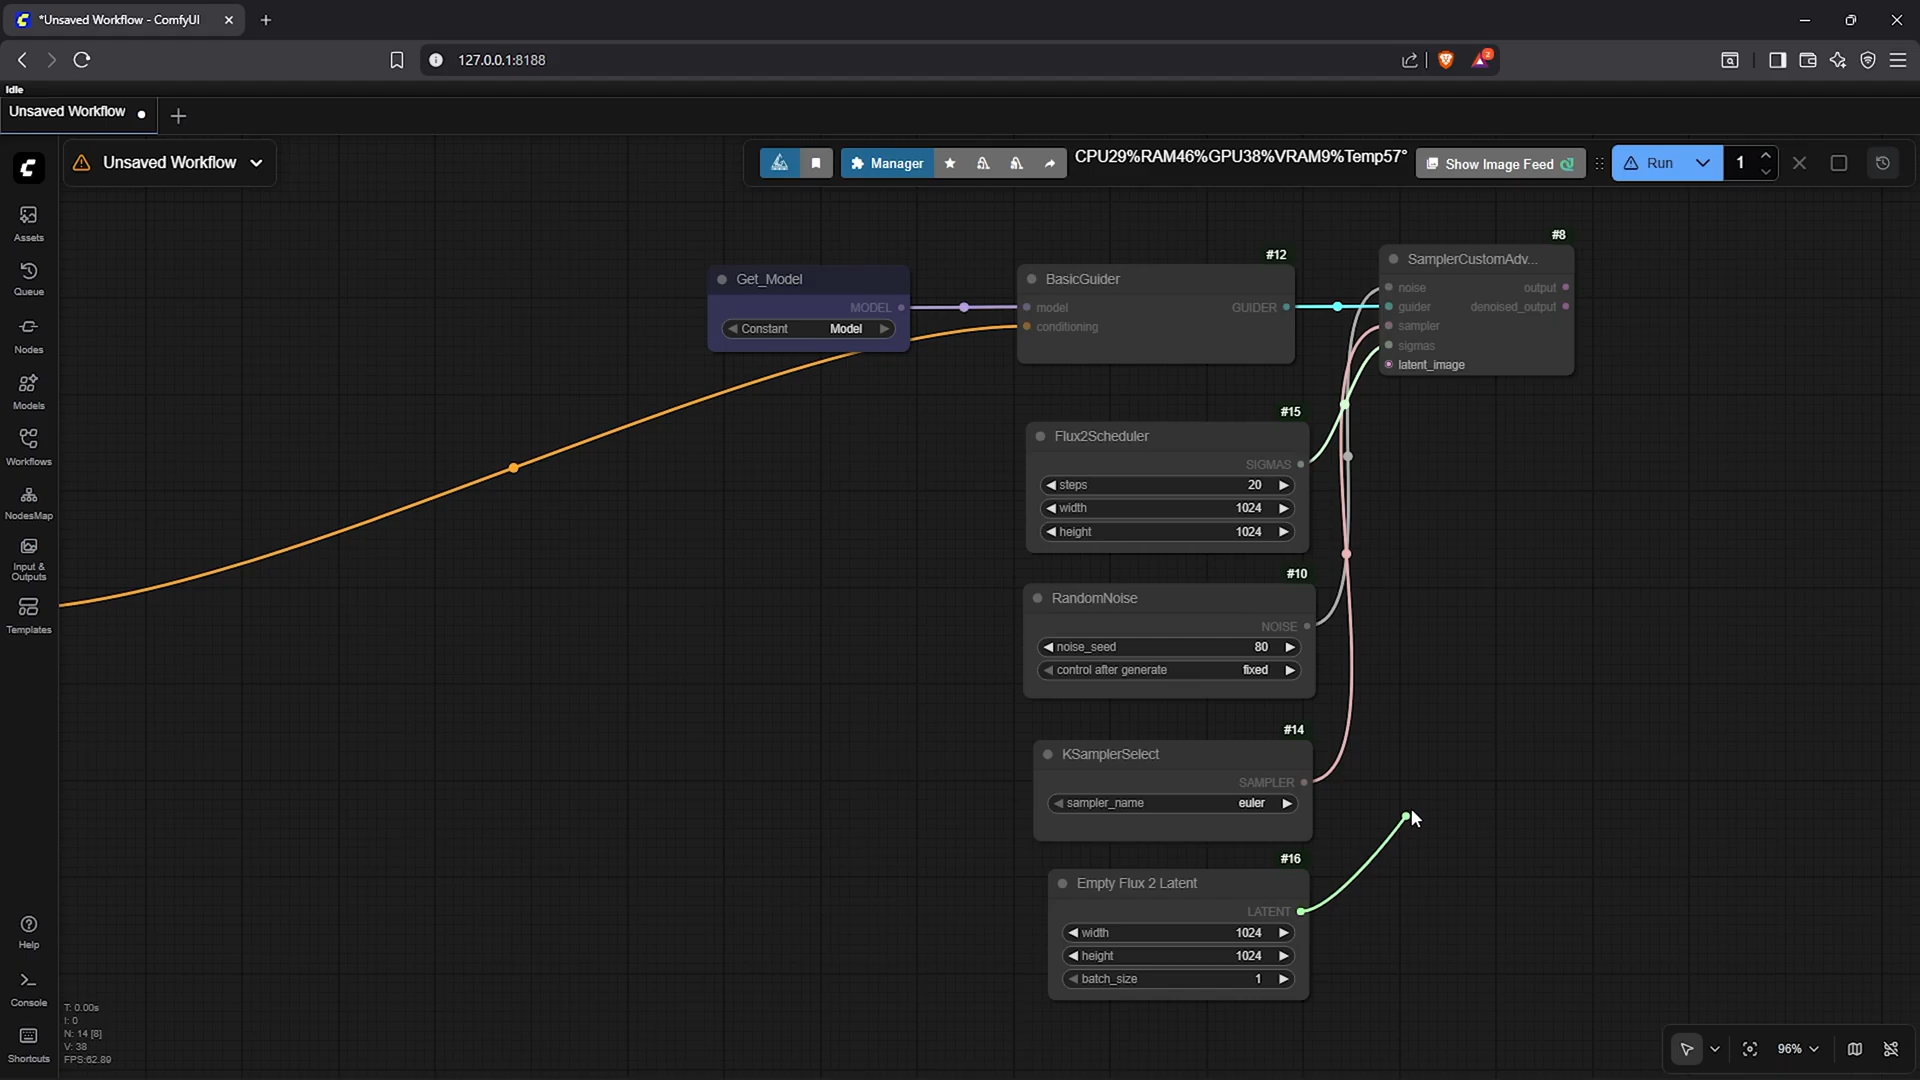 *Unsaved Workflow - ComfyUI
127.0.0.1:8188
2
Idle
Unsaved Workflow
Unsaved Workflow
Manager
CPU29%RAM46%GPU38%VRAM9%Temp57°
Show Image Feed
Run
1
Assets
Queue
Nodes
Models
Workflows
NodesMap
Input &
Outputs
Templates
Help
Console
Shortcuts
T: 0.00s
I: 0
N: 14 [8]
V: 38
FPS:62.89
Get_Model
MODEL
Constant Model
#12
BasicGuider
model GUIDER
conditioning
#8
SamplerCustomAdv...
noise output
guider denoised_output
sampler
sigmas
latent_image
#15
Flux2Scheduler
SIGMAS
steps 20
width 1024
height 1024
#10
RandomNoise
NOISE
noise_seed 80
control after generate fixed
#14
KSamplerSelect
SAMPLER
sampler_name euler
#16
Empty Flux 2 Latent
LATENT
width 1024
height 1024
batch_size 1
96%